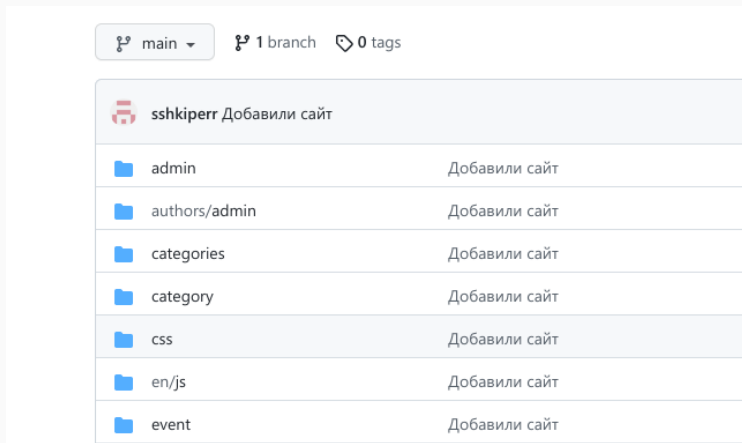 main 1 branch 0 tags
sshkiperr Добавили сайт
admin Добавили сайт
authors/admin Добавили сайт
categories Добавили сайт
category Добавили сайт
css Добавили сайт
en/js Добавили сайт
event Добавили сайт